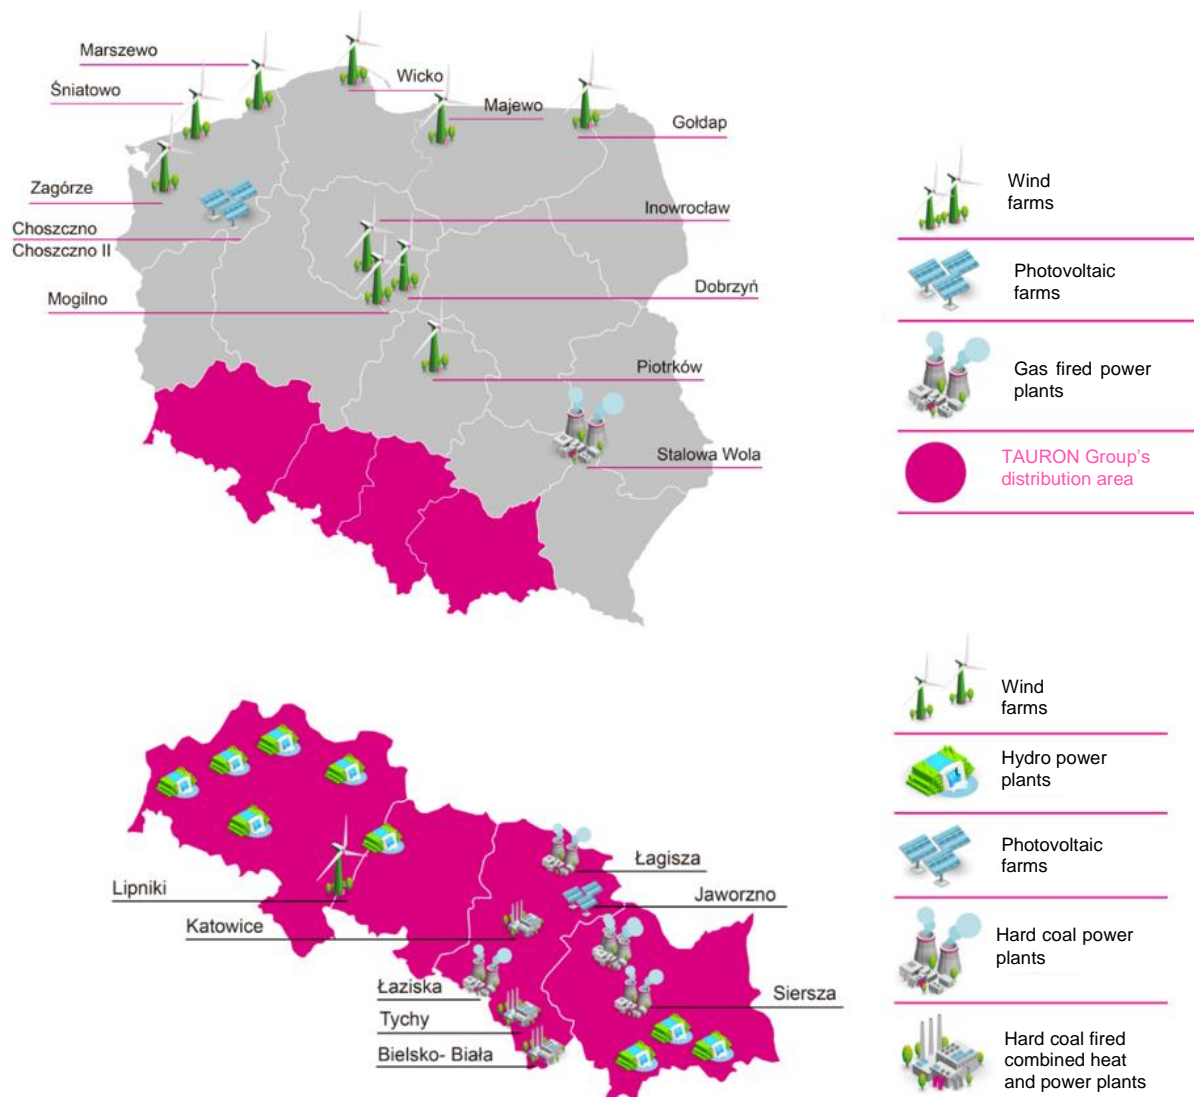 Marszewo
Śniatowo
Wicko
Majewo
Gołdap
Zagórze
Choszczno
Choszczno II
Inowrocław
Dobrzyń
Mogilno
Piotrków
Stalowa Wola
Wind
farms
Photovoltaic
farms
Gas fired power
plants
TAURON Group's
distribution area
Lipniki
Katowice
Łagisza
Jaworzno
Łaziska
Tychy
Bielsko- Biała
Siersza
Wind
farms
Hydro power
plants
Photovoltaic
farms
Hard coal power
plants
Hard coal fired
combined heat
and power plants